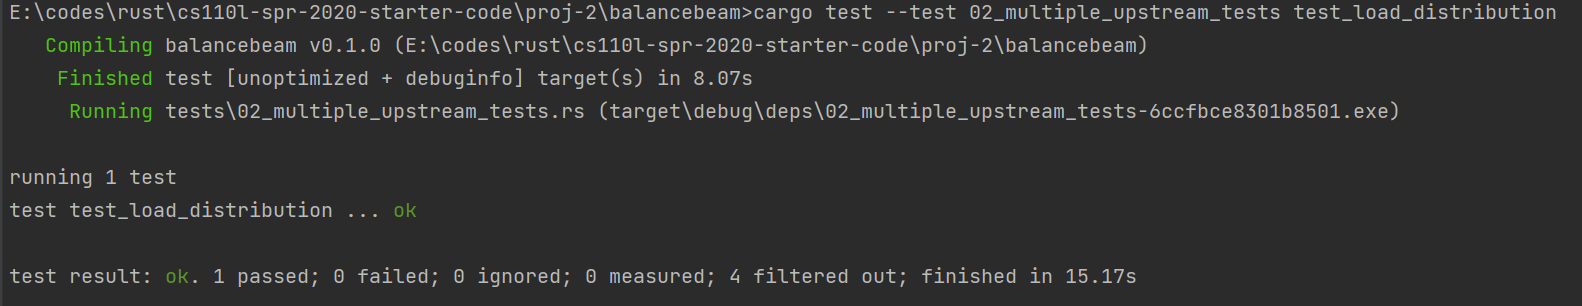 E:\codes\rust\cs110l-spr-2020-starter-code\proj-2\balancebeam>cargo test --test 02_multiple_upstream_tests test_load_distribution
Compiling balancebeam v0.1.0 (E:\codes\rust\cs110l-spr-2020-starter-code\proj-2\balancebeam)
Finished test [unoptimized + debuginfo] target(s) in 8.07s
Running tests\02_multiple_upstream_tests.rs (target\debug\deps\02_multiple_upstream_tests-6ccfbce8301b8501.exe)
running 1 test
test test_load_distribution ... ok
test result: ok. 1 passed; 0 failed; 0 ignored; 0 measured; 4 filtered out; finished in 15.17s